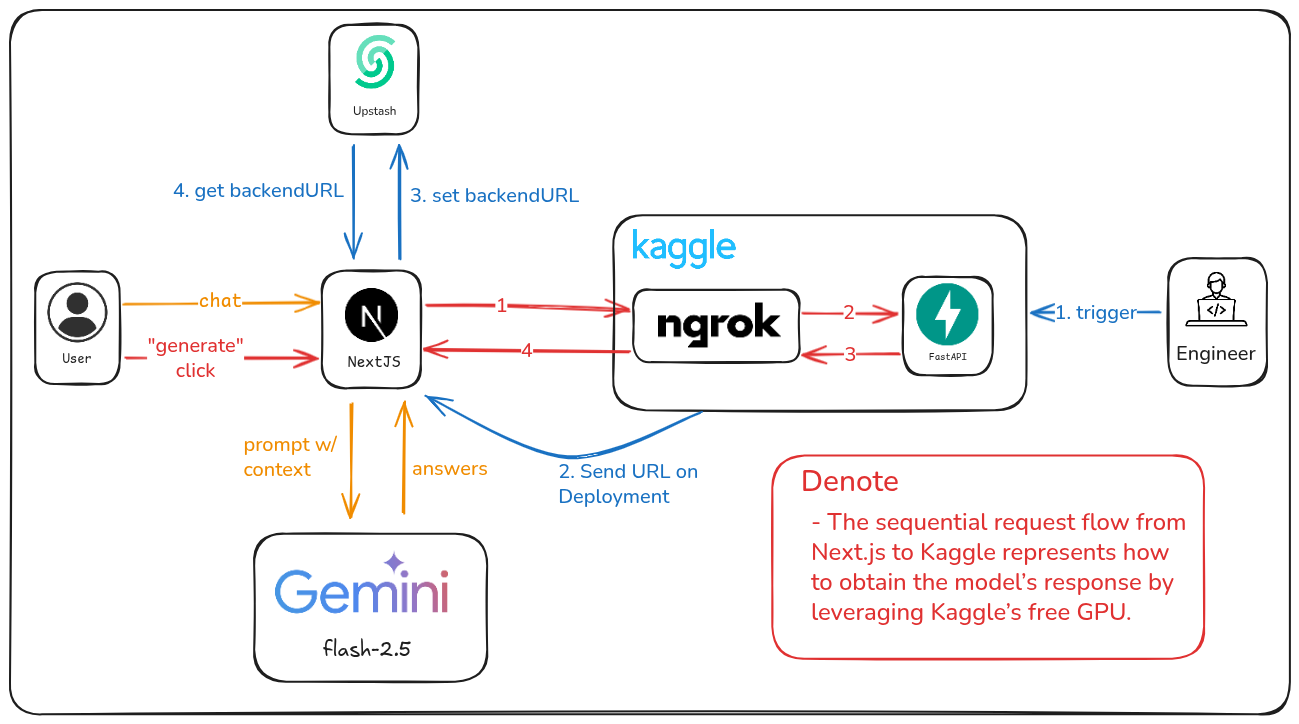 Upstash
4. get backendURL
3. set backendURL
kaggle
chat
1
ngrok
2
1. trigger
User
"generate"
click
N
NextJS
4
3
FastAPI
</>
Engineer
prompt w/
context
answers
2. Send URL on
Deployment
Denote
- The sequential request flow from
Next.js to Kaggle represents how
to obtain the model’s response by
leveraging Kaggle’s free GPU.
Gemini
flash-2.5